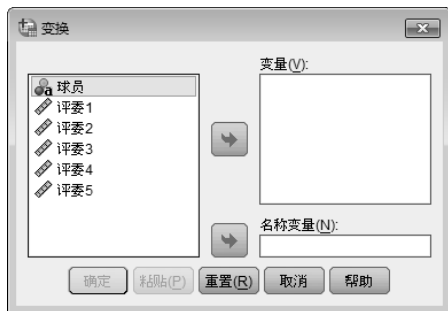 变换
变量(V):
球员
评委1
评委2
评委3
评委4
评委5
名称变量(N):
确定
粘贴(P)
重置(R)
取消
帮助